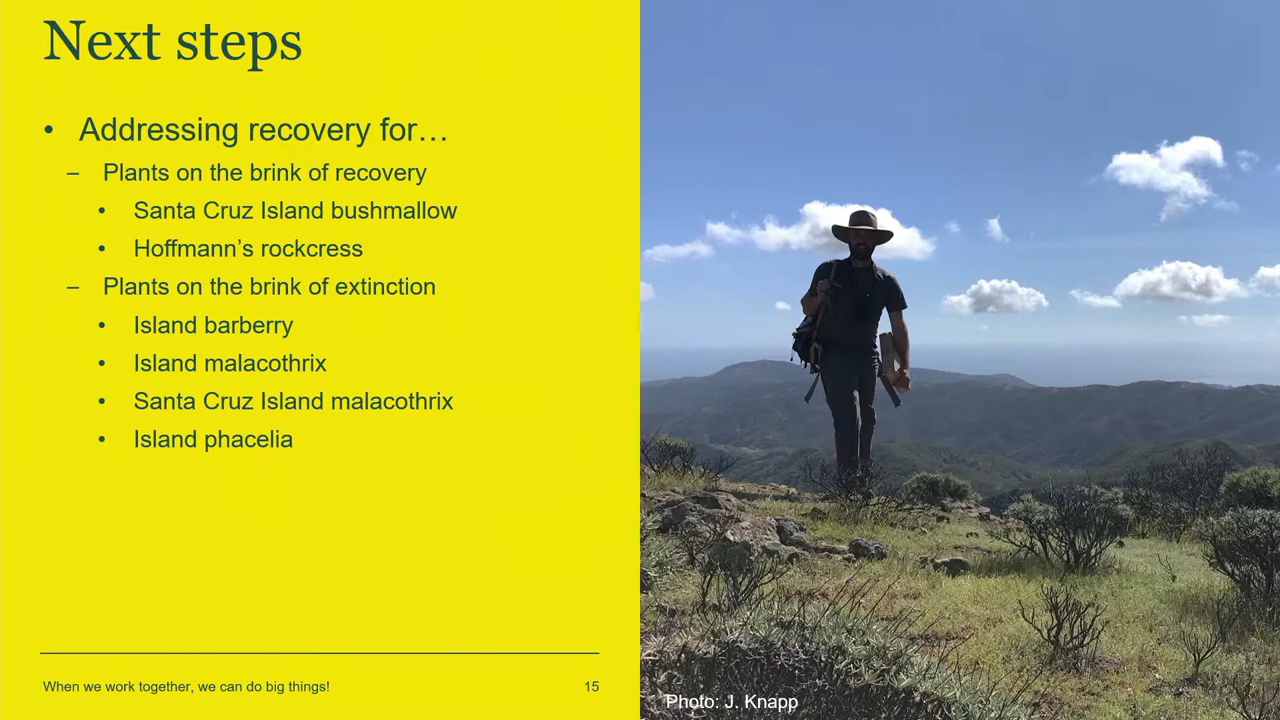 Next steps
• Addressing recovery for…
– Plants on the brink of recovery
• Santa Cruz Island bushmallow
• Hoffmann’s rockcress
– Plants on the brink of extinction
• Island barberry
• Island malacothrix
• Santa Cruz Island malacothrix
• Island phacelia
When we work together, we can do big things!
15
Photo: J. Knapp